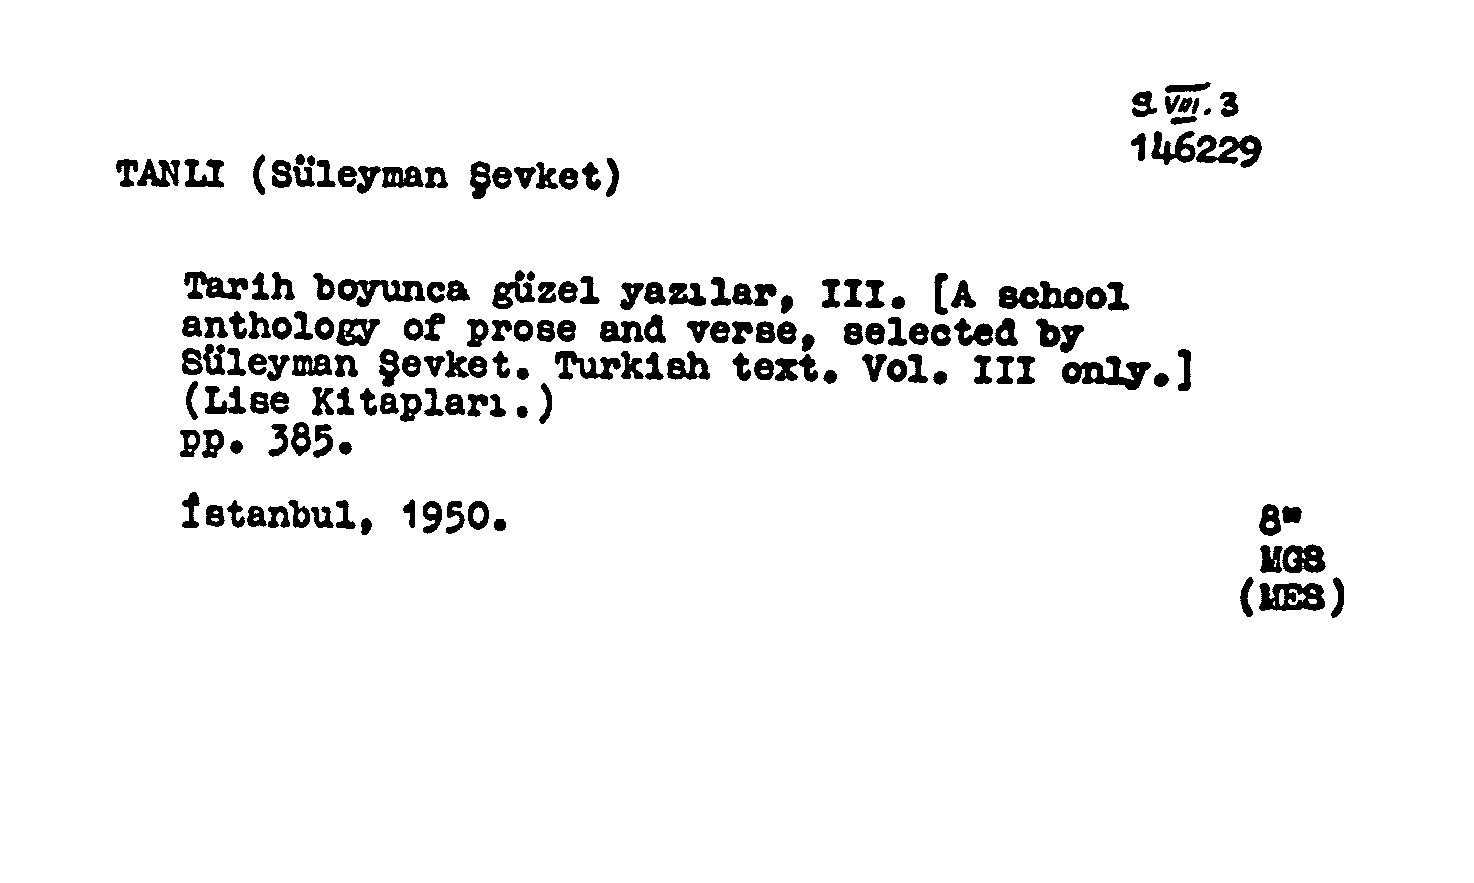 S.VIII.3
146229
TANLI (Süleyman Şevket)
Tarih boyunca güzel yazılar, III. [A school
anthology of prose and verse, selected by
Süleyman Şevket. Turkish text. Vol. III only.]
(Lise Kitapları.)
pp. 385.
İstanbul, 1950.
8"
MGS
(MES)